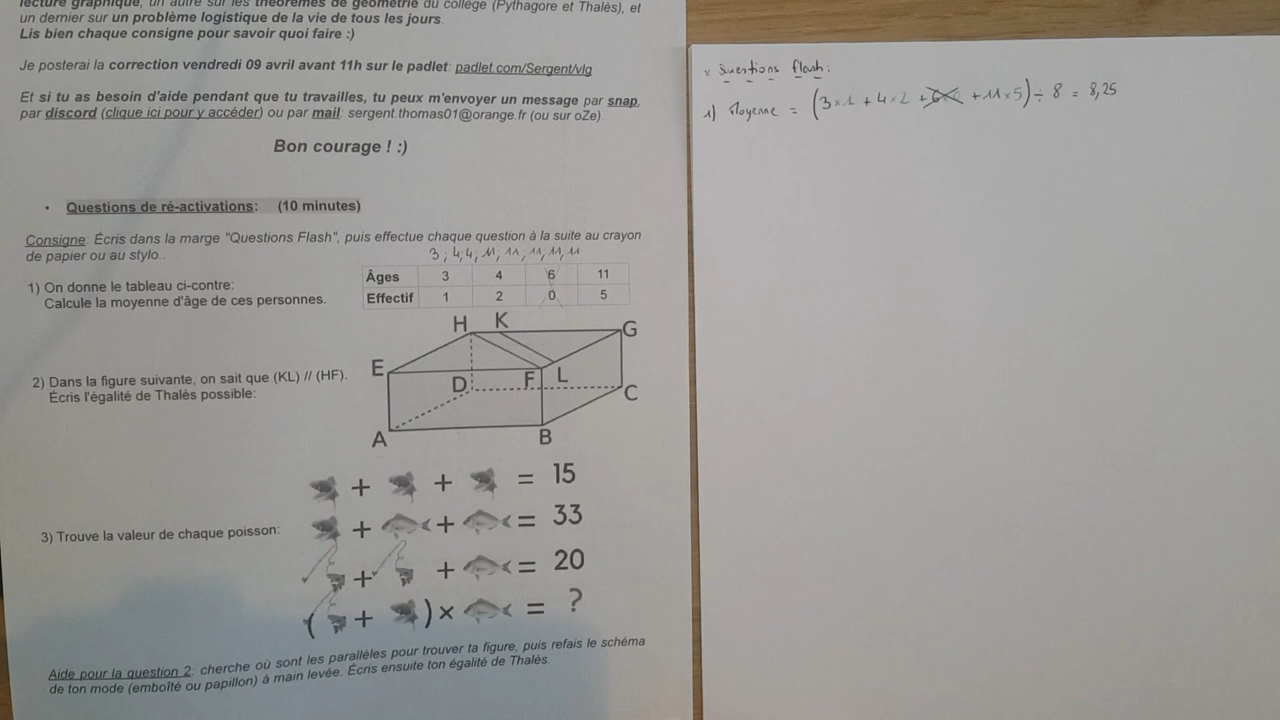 lecture graphique, un autre sur les théorèmes de géométrie du collège (Pythagore et Thalès), et
un dernier sur un problème logistique de la vie de tous les jours.
Lis bien chaque consigne pour savoir quoi faire :)
Je posterai la correction vendredi 09 avril avant 11h sur le padlet: padlet.com/Sergent/vlg
Et si tu as besoin d'aide pendant que tu travailles, tu peux m'envoyer un message par snap,
par discord (clique ici pour y accéder) ou par mail: sergent.thomas01@orange.fr (ou sur oZe).
Bon courage ! :)
• Questions de ré-activations: (10 minutes)
Consigne: Écris dans la marge "Questions Flash", puis effectue chaque question à la suite au crayon
de papier ou au stylo..
3 ; 4; 4, 11, 11, 11, 11, 11
1) On donne le tableau ci-contre:
Calcule la moyenne d'âge de ces personnes.
Âges 3 4 6 11
Effectif 1 2 0 5
2) Dans la figure suivante, on sait que (KL) // (HF).
Écris l'égalité de Thalès possible:
H K G
E D F L C
A B
3) Trouve la valeur de chaque poisson:
+ + = 15
+ + = 33
+ + = 20
( + ) × = ?
Aide pour la question 2: cherche où sont les parallèles pour trouver ta figure, puis refais le schéma
de ton mode (emboîté ou papillon) à main levée. Écris ensuite ton égalité de Thalès.
× Questions flash:
1) Moyenne = (3×1 + 4×2 + 6×0 + 11×5) ÷ 8 = 8,25